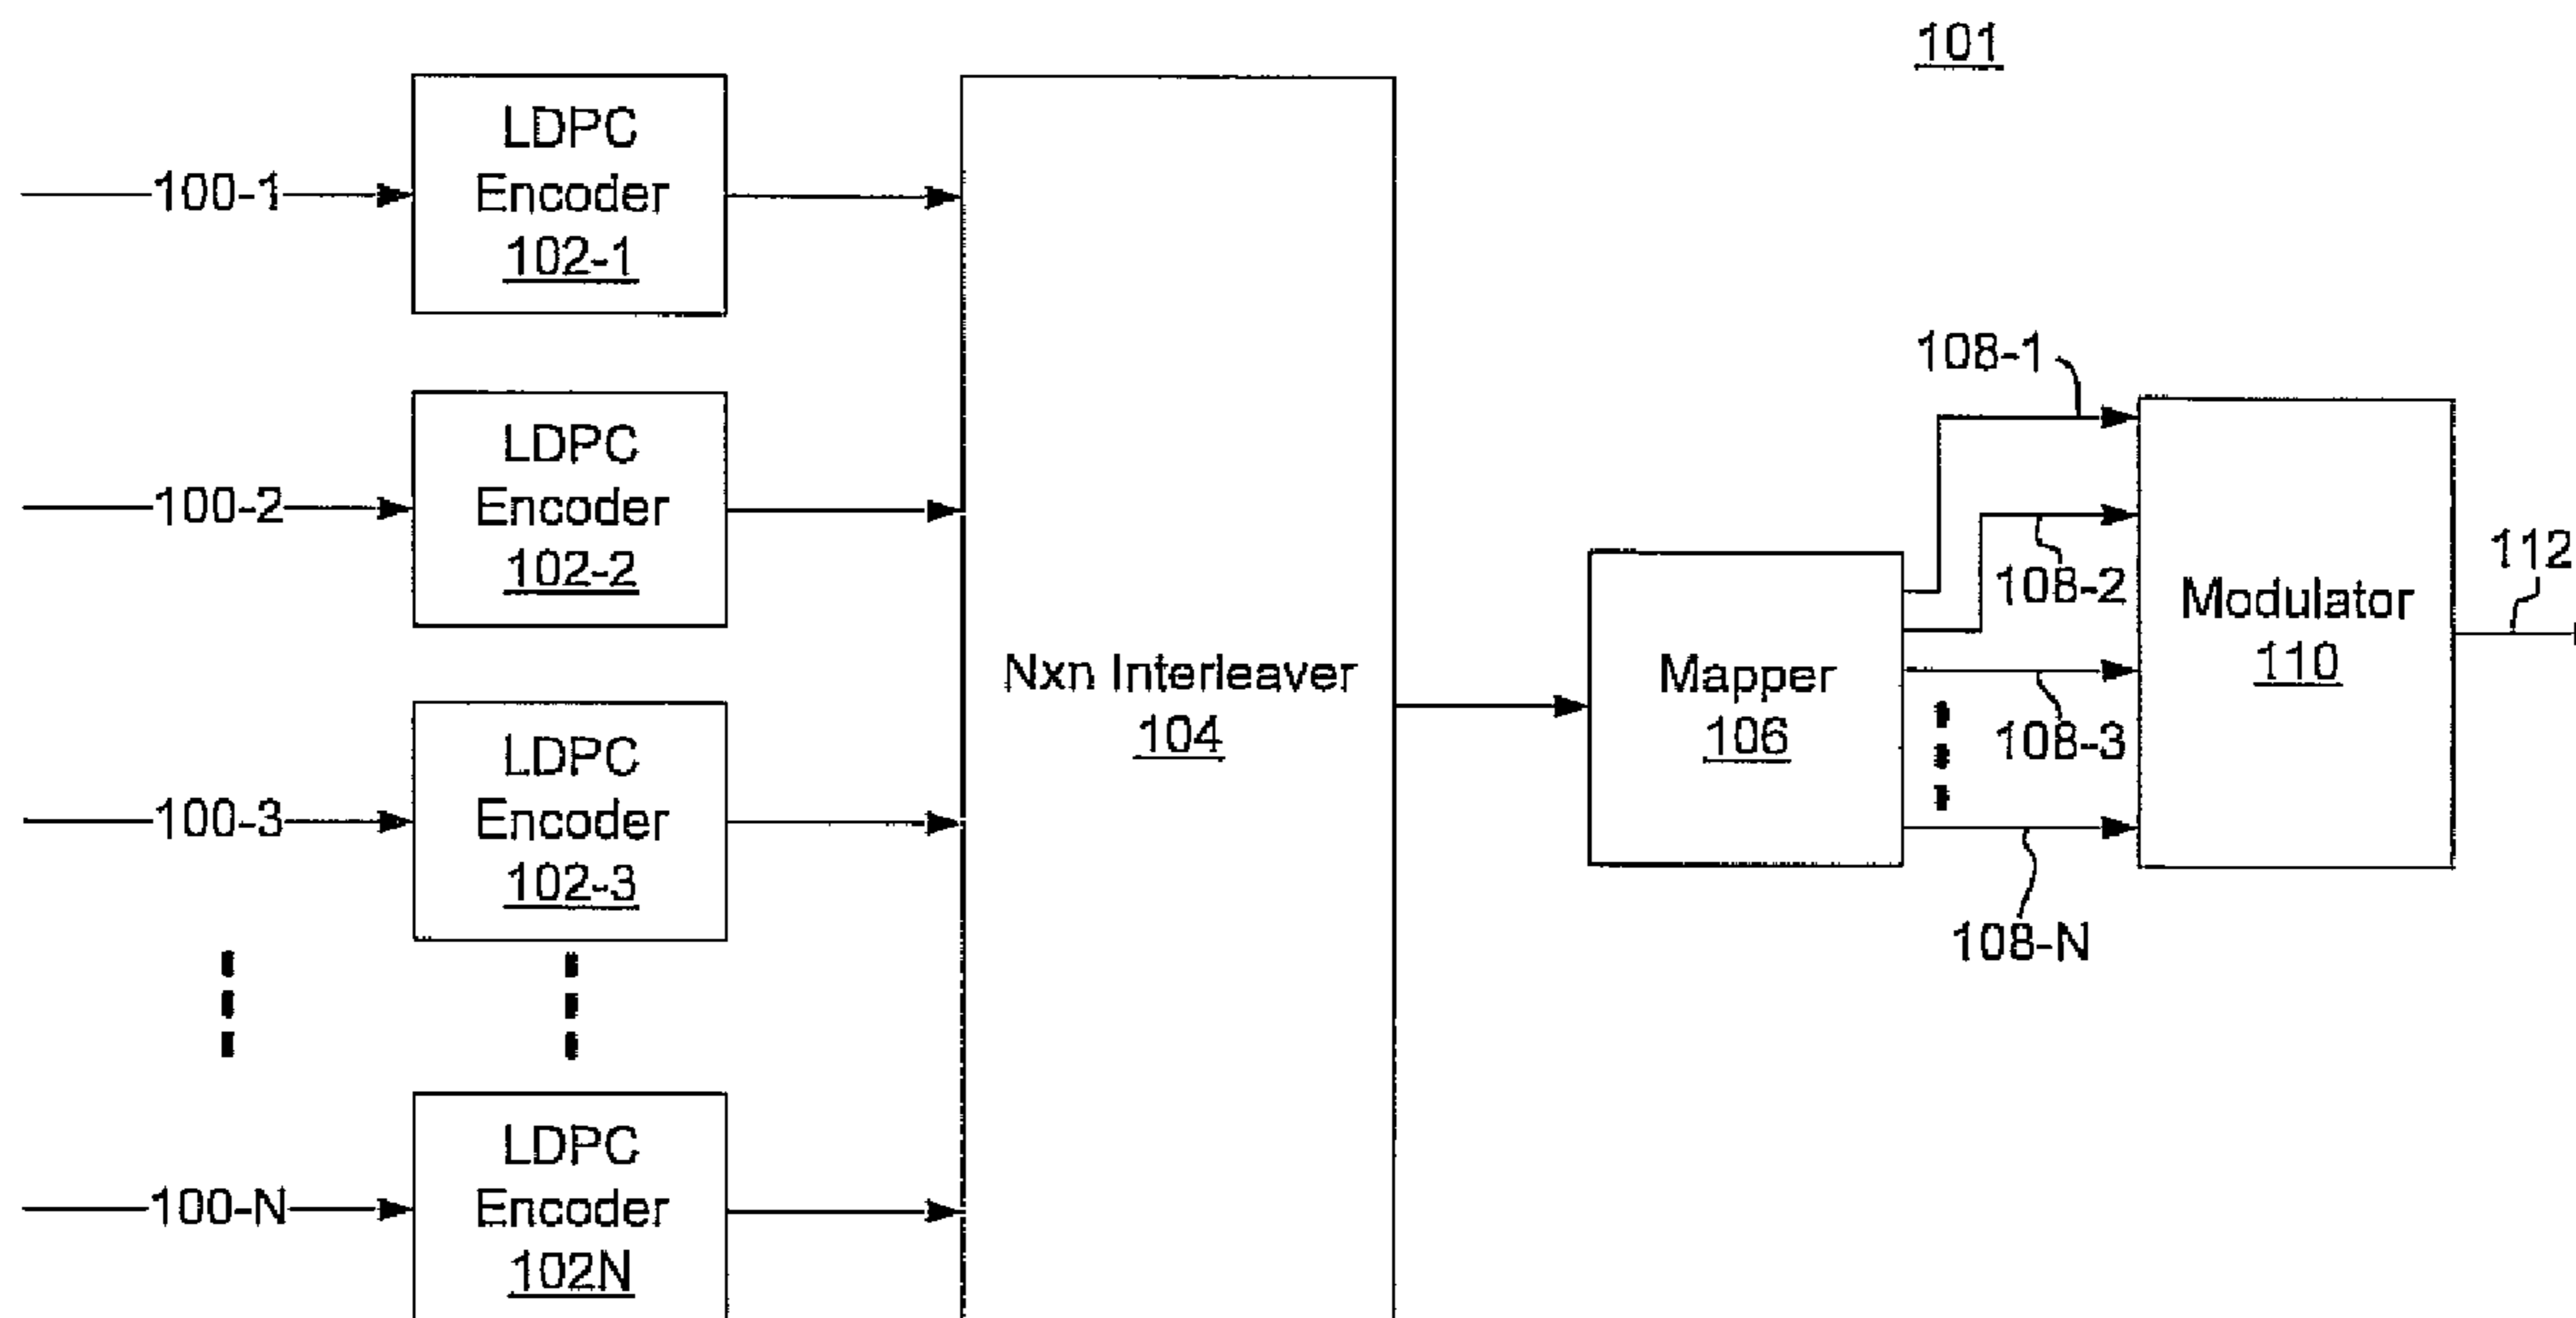 101
100-1
LDPC
Encoder
102-1
100-2
LDPC
Encoder
102-2
100-3
LDPC
Encoder
102-3
100-N
LDPC
Encoder
102N
Nxn Interleaver
104
Mapper
106
108-1
108-2
108-3
108-N
Modulator
110
112